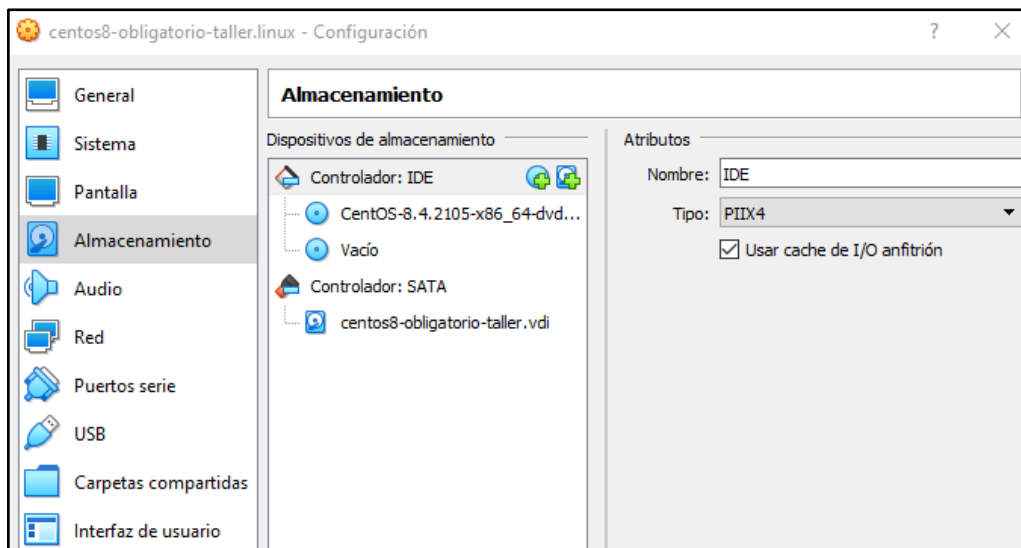 centos8-obligatorio-taller.linux - Configuración
General
Sistema
Pantalla
Almacenamiento
Audio
Red
Puertos serie
USB
Carpetas compartidas
Interfaz de usuario
Almacenamiento
Dispositivos de almacenamiento
Controlador: IDE
CentOS-8.4.2105-x86_64-dvd...
Vacío
Controlador: SATA
centos8-obligatorio-taller.vdi
Atributos
Nombre: IDE
Tipo: PIIX4
Usar cache de I/O anfitrión